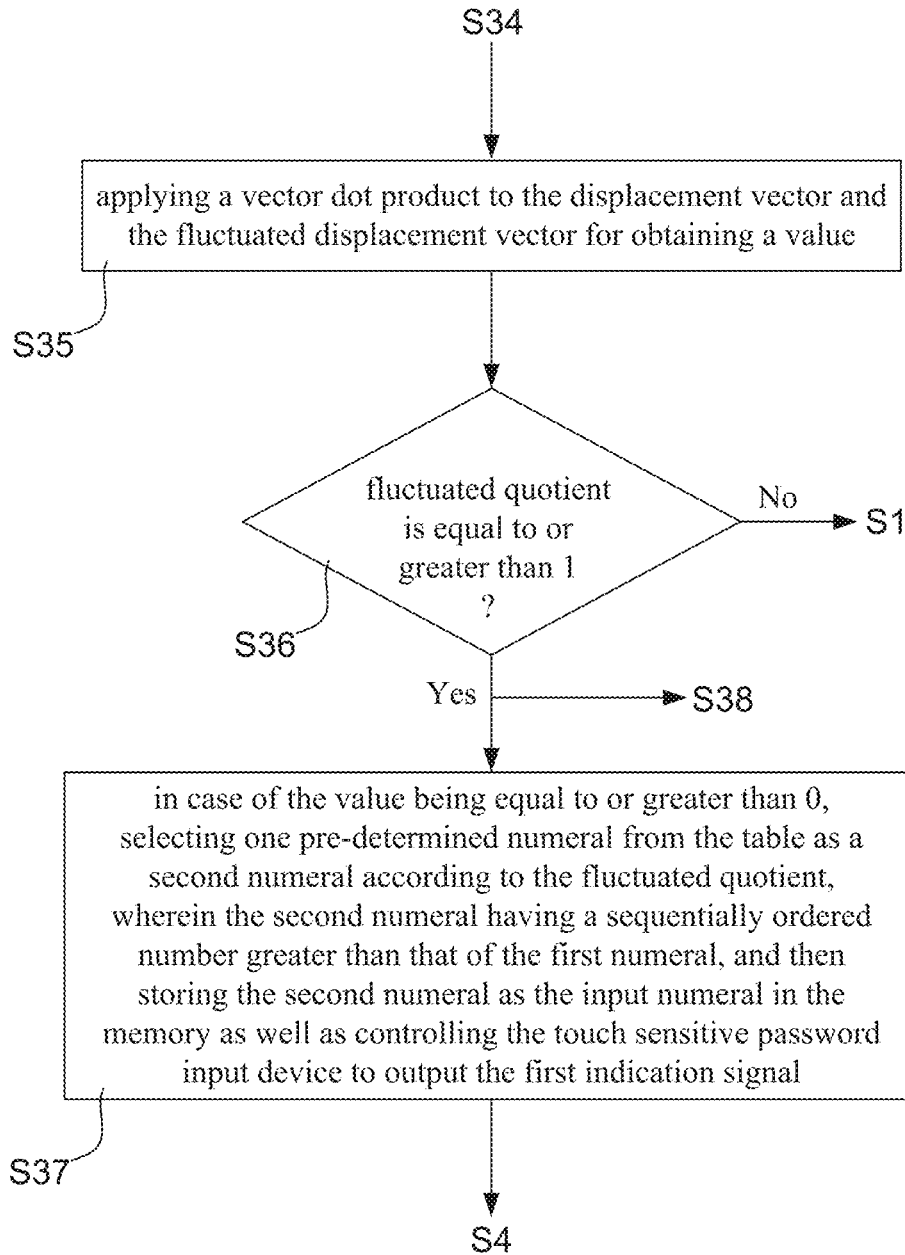 S34
applying a vector dot product to the displacement vector and
the fluctuated displacement vector for obtaining a value
S35
fluctuated quotient
is equal to or
greater than 1
?
No
S1
S36
Yes
S38
in case of the value being equal to or greater than 0,
selecting one pre-determined numeral from the table as a
second numeral according to the fluctuated quotient,
wherein the second numeral having a sequentially ordered
number greater than that of the first numeral, and then
storing the second numeral as the input numeral in the
memory as well as controlling the touch sensitive password
input device to output the first indication signal
S37
S4